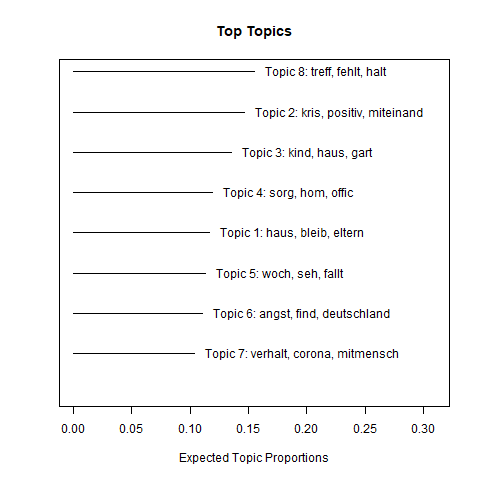 Top Topics
Topic 8: treff, fehlt, halt
Topic 2: kris, positiv, miteinand
Topic 3: kind, haus, gart
Topic 4: sorg, hom, offic
Topic 1: haus, bleib, eltern
Topic 5: woch, seh, fallt
Topic 6: angst, find, deutschland
Topic 7: verhalt, corona, mitmensch
0.00 0.05 0.10 0.15 0.20 0.25 0.30
Expected Topic Proportions